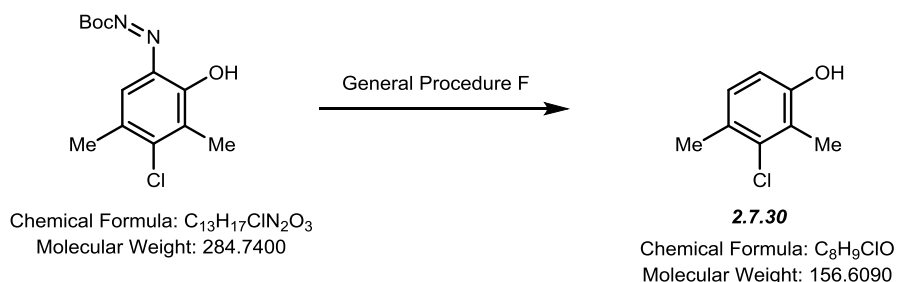 BocN
N
OH
Me
Me
Cl
Chemical Formula: C₁₃H₁₇ClN₂O₃
Molecular Weight: 284.7400
General Procedure F
OH
Me
Me
Cl
2.7.30
Chemical Formula: C₈H₉ClO
Molecular Weight: 156.6090